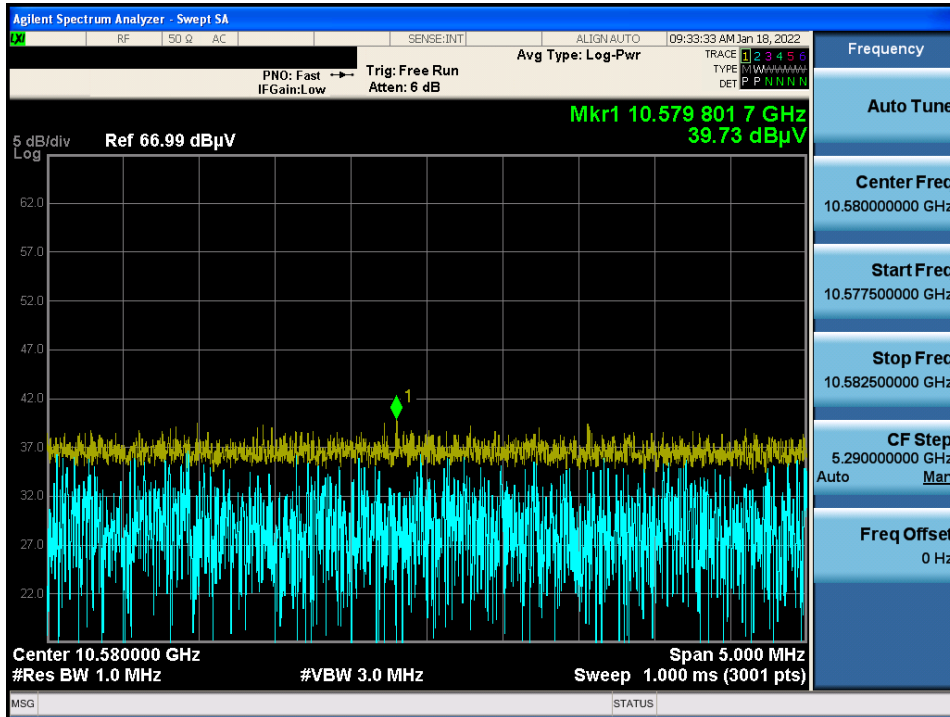 Agilent Spectrum Analyzer - Swept SA
LXI RF 50 Ω AC SENSE:INT ALIGN AUTO 09:33:33 AM Jan 18, 2022
Frequency
Avg Type: Log-Pwr TRACE 1 2 3 4 5 6
PNO: Fast Trig: Free Run TYPE M W W W W W
IFGain:Low Atten: 6 dB DET P P N N N N
Auto Tune
Mkr1 10.579 801 7 GHz
39.73 dBµV
5 dB/div Ref 66.99 dBµV
Log
Center Freq
10.580000000 GHz
62.0
57.0
Start Freq
10.577500000 GHz
52.0
47.0
Stop Freq
10.582500000 GHz
42.0
1
37.0
CF Step
5.290000000 GHz
Auto Man
32.0
27.0
Freq Offset
0 Hz
22.0
Center 10.580000 GHz Span 5.000 MHz
#Res BW 1.0 MHz #VBW 3.0 MHz Sweep 1.000 ms (3001 pts)
MSG STATUS